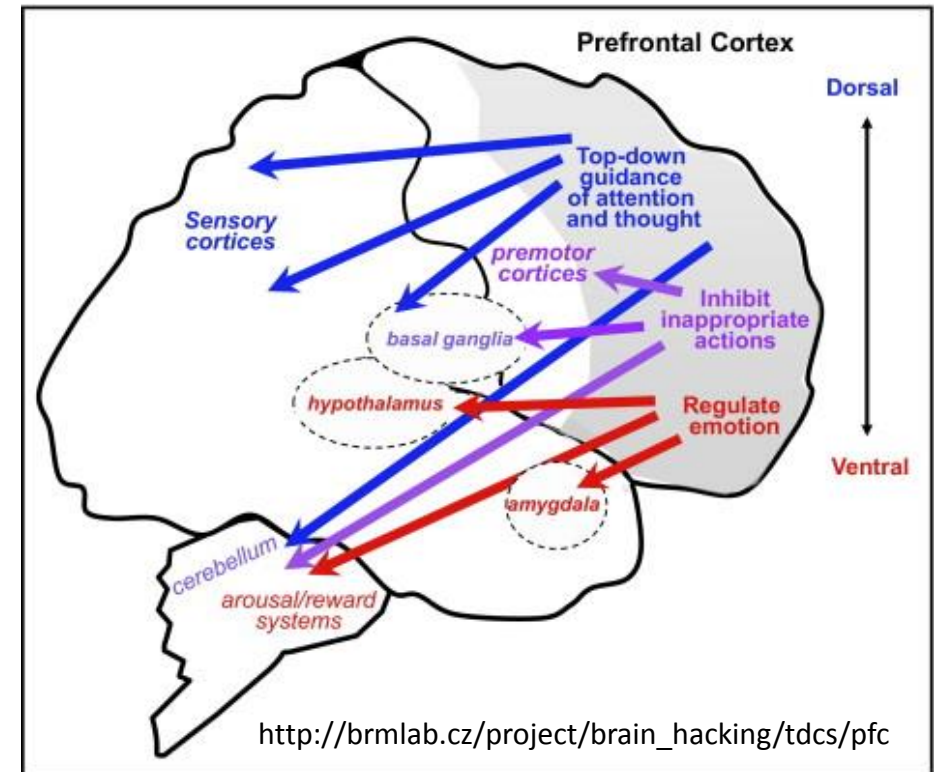 Prefrontal Cortex
Dorsal
Top-down
guidance
of attention
and thought
Sensory
cortices
premotor
cortices
Inhibit
inappropriate
actions
basal ganglia
hypothalamus
Regulate
emotion
Ventral
amygdala
cerebellum
arousal/reward
systems
http://brmlab.cz/project/brain_hacking/tdcs/pfc